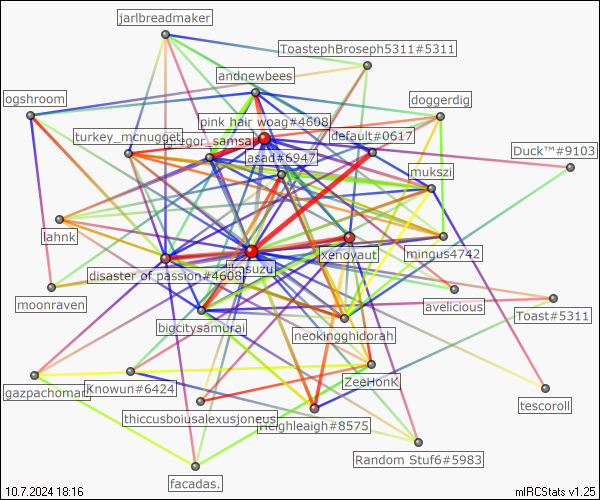 jarlbreadmaker
ToastephBroseph5311#5311
andnewbees
ogshroom
doggerdig
pink hair woag#4608
turkey_mcnugget
gregor_samsa
default#0617
asad#6947
Duck™#9103
mukszi
lahnk
mingus4742
xenoyaut
disaster of passion#4608
moonraven
avelicious
Toast#5311
bigcitysamurai
neokingghidorah
ZeeHonK
gazpachoman
Knowun#6424
tescoroll
thiccusboiusalexusjoneus
neighleaigh#8575
Random Stuf6#5983
facadas.
10.7.2024 18:16
mIRCStats v1.25